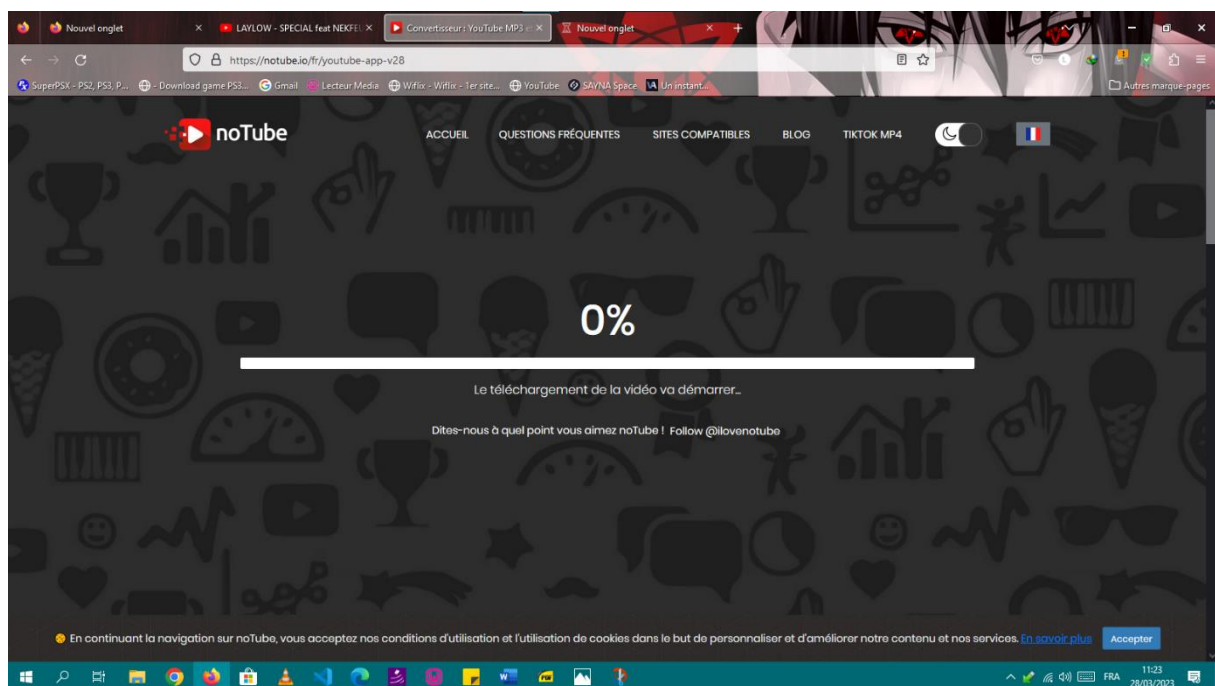 Nouvel onglet
LAYLOW - SPECIAL feat NEKFEU
Convertisseur : YouTube MP3 e
Nouvel onglet
https://notube.io/fr/youtube-app-v28
SuperPSX - PS2, PS3, P...
- Download game PS3...
Gmail
Lecteur Media
Wiflix - Wiflix - 1er site...
YouTube
SAYNA Space
Un instant...
Autres marque-pages
noTube
ACCUEIL
QUESTIONS FRÉQUENTES
SITES COMPATIBLES
BLOG
TIKTOK MP4
0%
Le téléchargement de la vidéo va démarrer...
Dites-nous à quel point vous aimez noTube ! Follow @ilovenotube
En continuant la navigation sur noTube, vous acceptez nos conditions d'utilisation et l'utilisation de cookies dans le but de personnaliser et d'améliorer notre contenu et nos services. En savoir plus
Accepter
FRA
11:23
28/03/2023